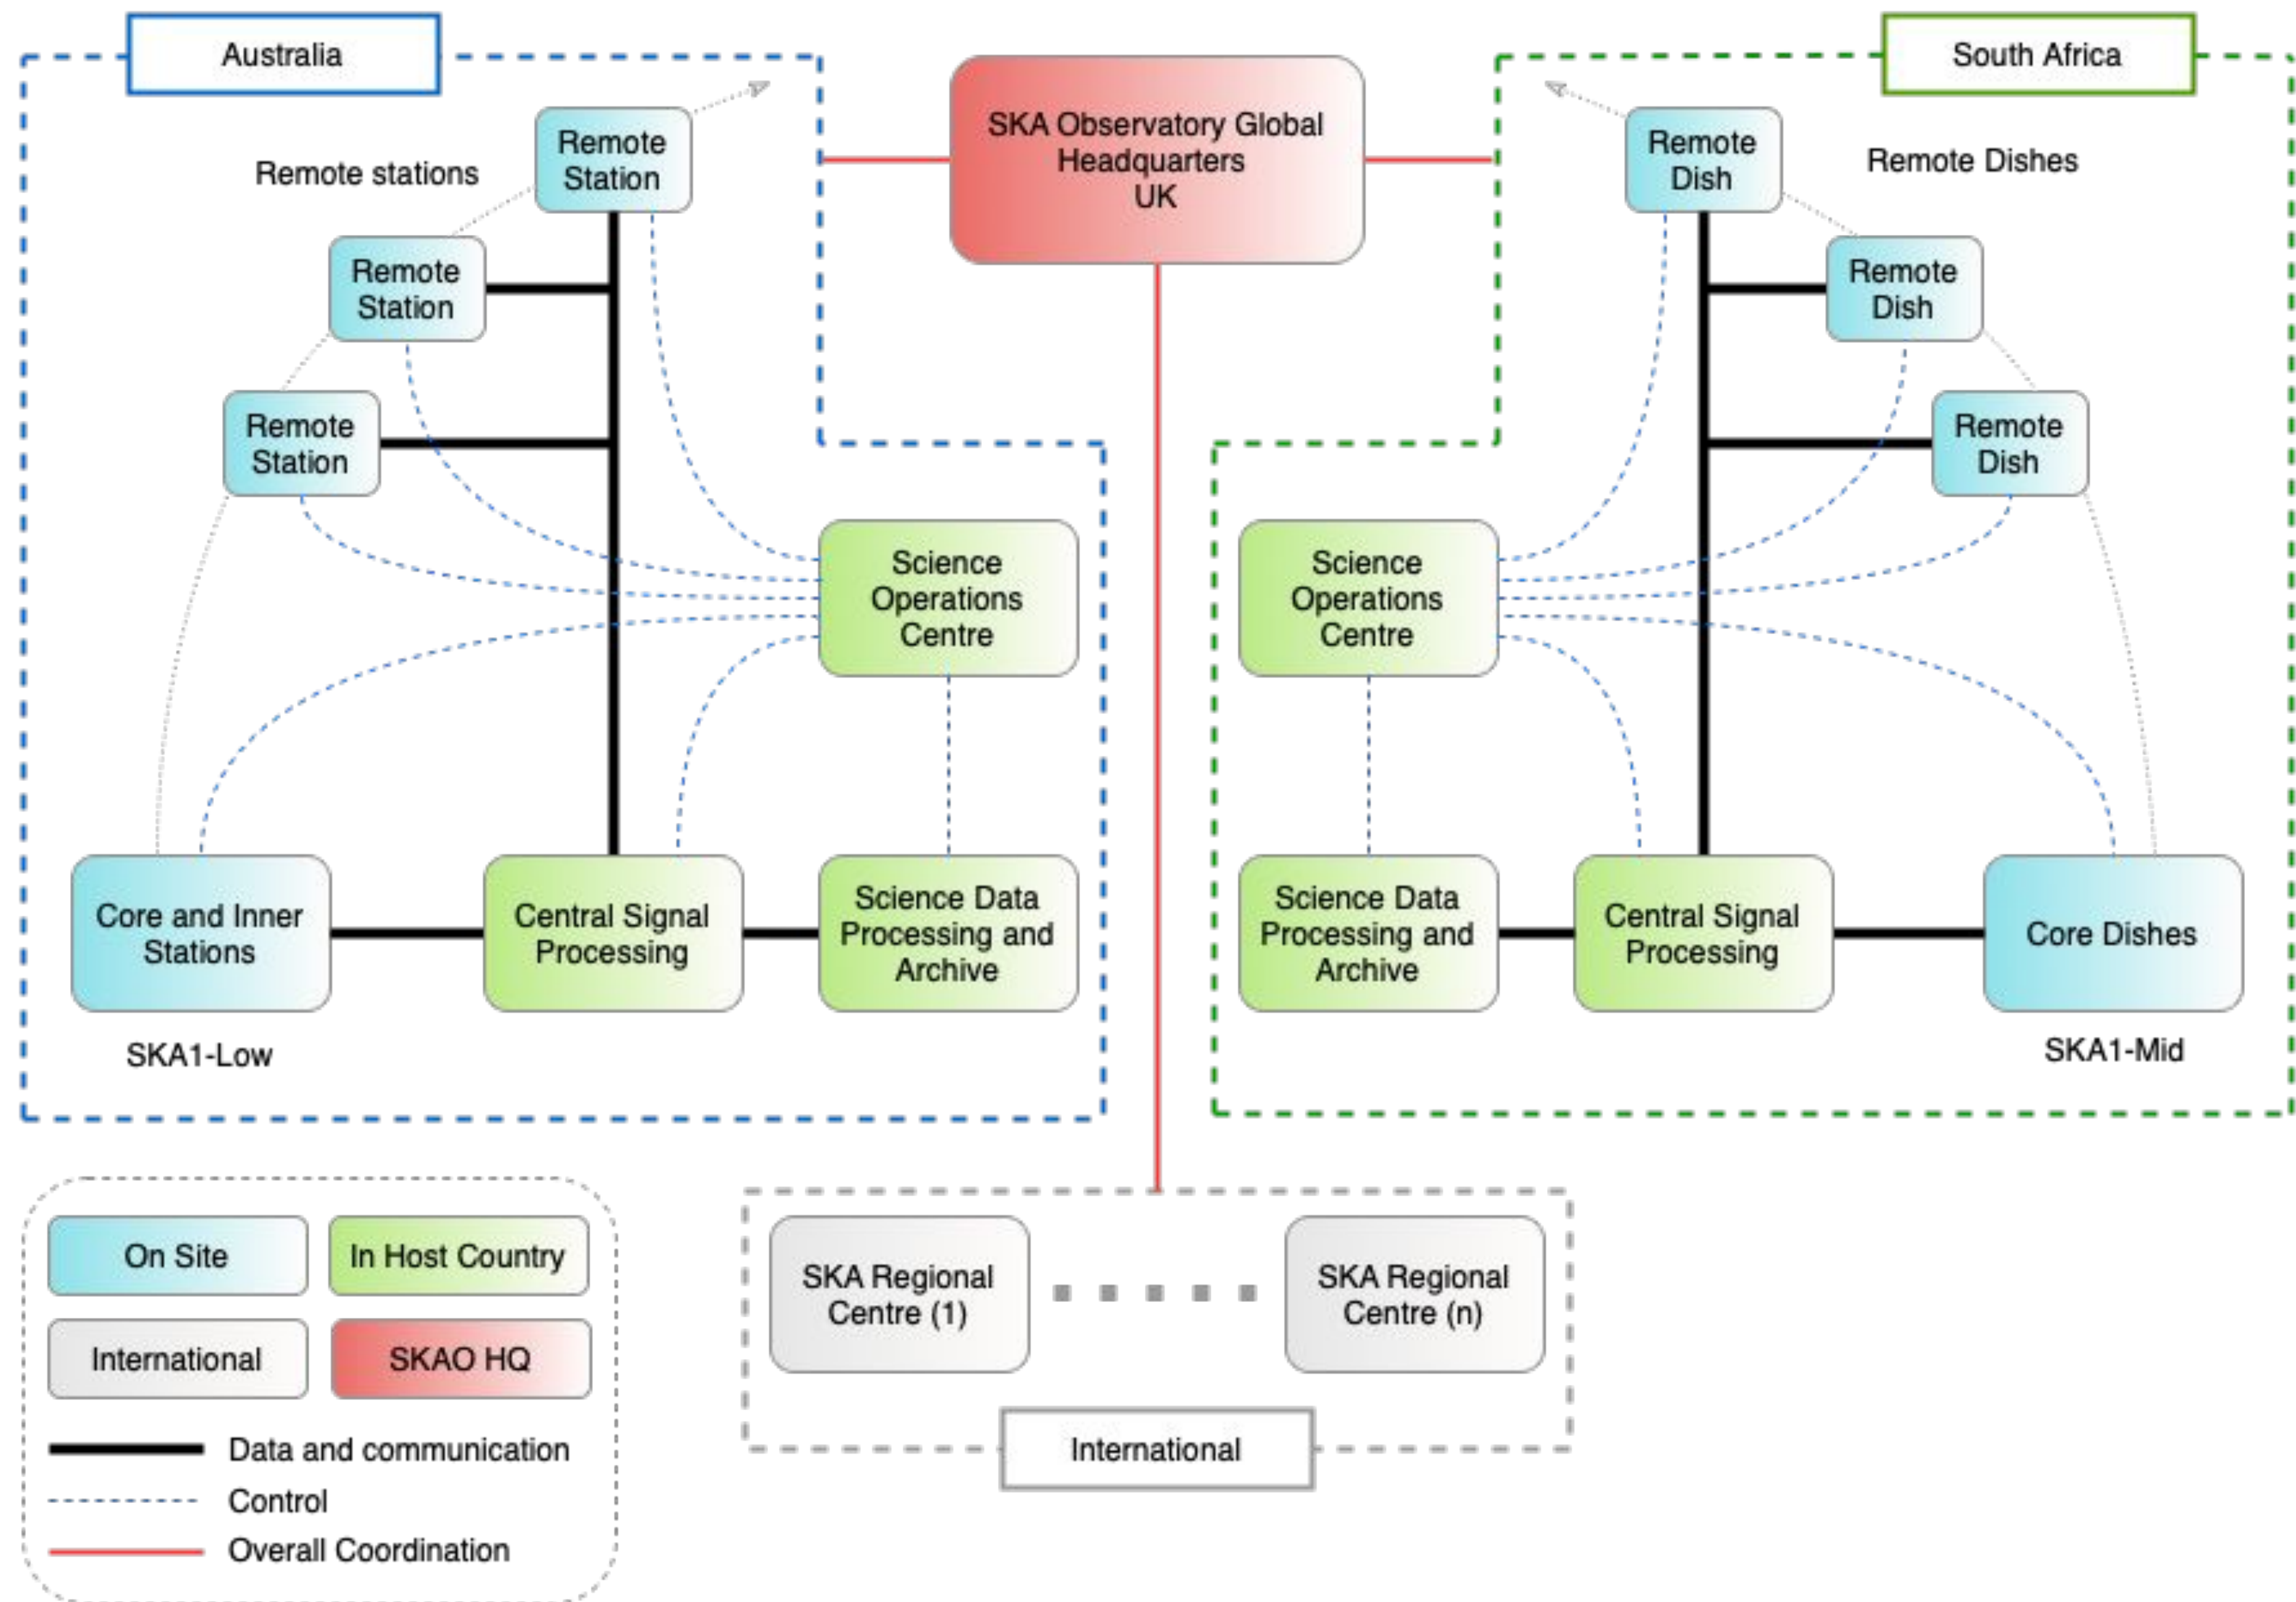 Australia
South Africa
SKA Observatory Global
Headquarters
UK
Remote stations
Remote
Station
Remote
Station
Remote
Station
Remote
Dish
Remote Dishes
Remote
Dish
Remote
Dish
Science
Operations
Centre
Science
Operations
Centre
Core and Inner
Stations
Central Signal
Processing
Science Data
Processing and
Archive
Science Data
Processing and
Archive
Central Signal
Processing
Core Dishes
SKA1-Low
SKA1-Mid
On Site
In Host Country
International
SKAO HQ
Data and communication
Control
Overall Coordination
SKA Regional
Centre (1)
SKA Regional
Centre (n)
International